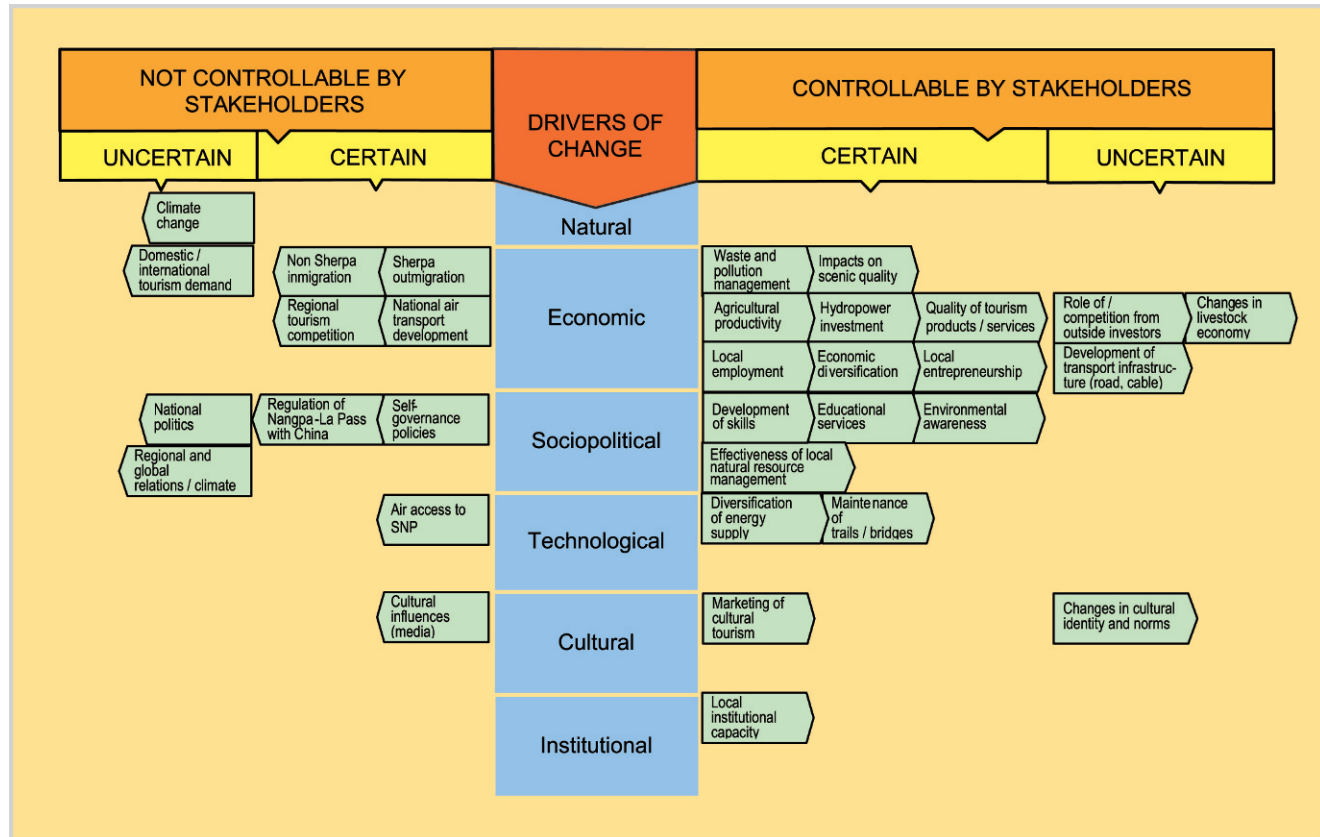 NOT CONTROLLABLE BY
STAKEHOLDERS
DRIVERS OF
CHANGE
CONTROLLABLE BY STAKEHOLDERS
UNCERTAIN
CERTAIN
CERTAIN
UNCERTAIN
Climate
change
Natural
Domestic /
international
tourism demand
Non Sherpa
inmigration
Sherpa
outmigration
Regional
tourism
competition
National air
transport
development
Economic
Waste and
pollution
management
Impacts on
scenic quality
Agricultural
productivity
Hydropower
investment
Quality of tourism
products / services
Role of /
competition from
outside investors
Changes in
livestock
economy
Local
employment
Economic
diversification
Local
entrepreneurship
Development of
transport infrastruc-
ture (road, cable)
National
politics
Regulation of
Nangpa-La Pass
with China
Self-
governance
policies
Regional and
global
relations / climate
Sociopolitical
Development
of skills
Educational
services
Environmental
awareness
Effectiveness of local
natural resource
management
Air access to
SNP
Technological
Diversification
of energy
supply
Maintenance
of
trails / bridges
Cultural
influences
(media)
Cultural
Marketing of
cultural
tourism
Changes in cultural
identity and norms
Institutional
Local
institutional
capacity